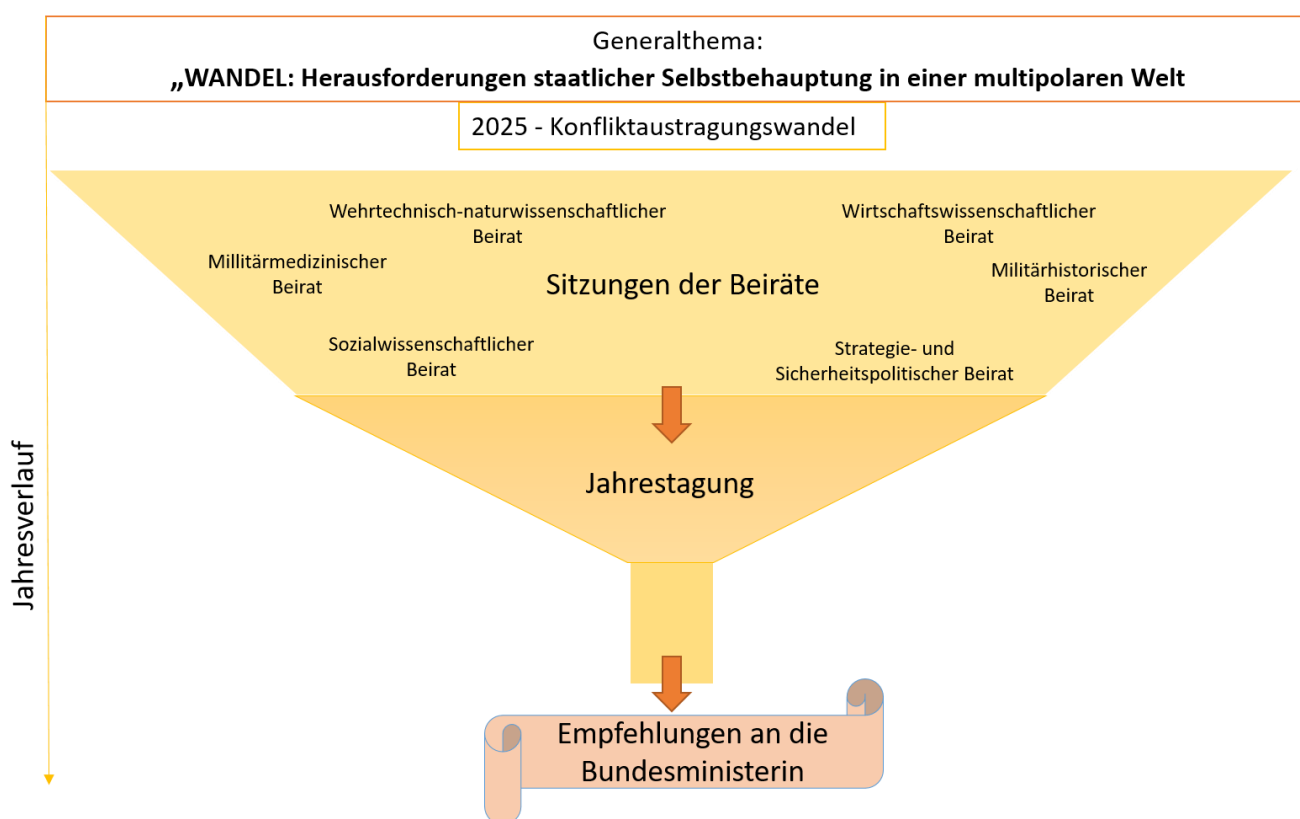 Generalthema:
„WANDEL: Herausforderungen staatlicher Selbstbehauptung in einer multipolaren Welt
2025 - Konfliktaustragungswandel
Wehrtechnisch-naturwissenschaftlicher
Beirat
Wirtschaftswissenschaftlicher
Beirat
Millitärmedizinischer
Beirat
Sitzungen der Beiräte
Militärhistorischer
Beirat
Sozialwissenschaftlicher
Beirat
Strategie- und
Sicherheitspolitischer Beirat
Jahrestagung
Jahresverlauf
Empfehlungen an die
Bundesministerin